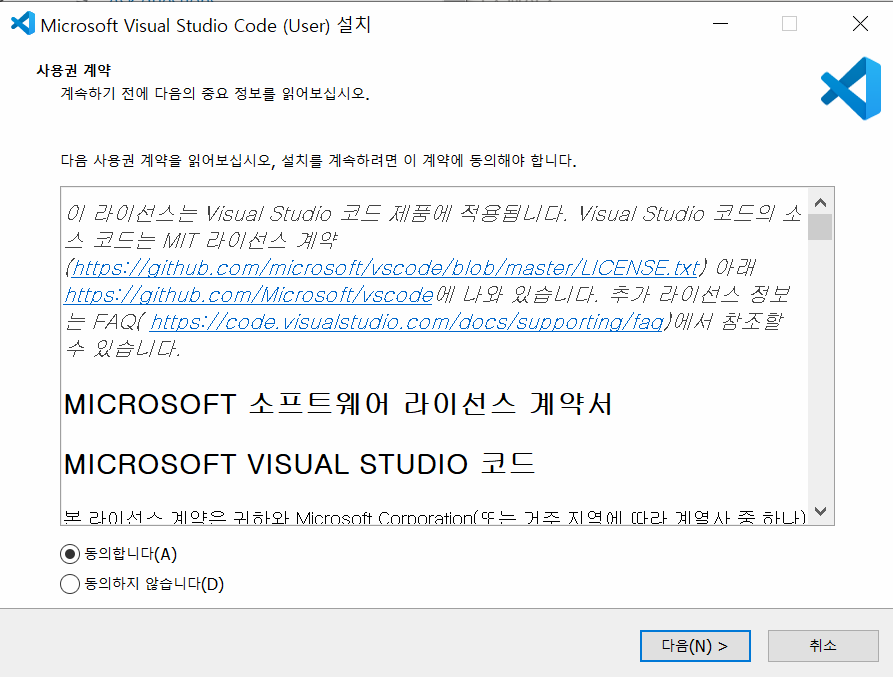 Microsoft Visual Studio Code (User) 설치
사용권 계약
계속하기 전에 다음의 중요 정보를 읽어보십시오.
다음 사용권 계약을 읽어보십시오, 설치를 계속하려면 이 계약에 동의해야 합니다.
이 라이선스는 Visual Studio 코드 제품에 적용됩니다. Visual Studio 코드의 소
스 코드는 MIT 라이선스 계약
(https://github.com/microsoft/vscode/blob/master/LICENSE.txt) 아래
https://github.com/Microsoft/vscode에 나와 있습니다. 추가 라이선스 정보
는 FAQ( https://code.visualstudio.com/docs/supporting/faq)에서 참조할
수 있습니다.
MICROSOFT 소프트웨어 라이선스 계약서
MICROSOFT VISUAL STUDIO 코드
본 라이선스 계약은 귀하와 Microsoft Corporation(또는 거주 지역에 따라 계열사 중 하나)
동의합니다(A)
동의하지 않습니다(D)
다음(N) >
취소